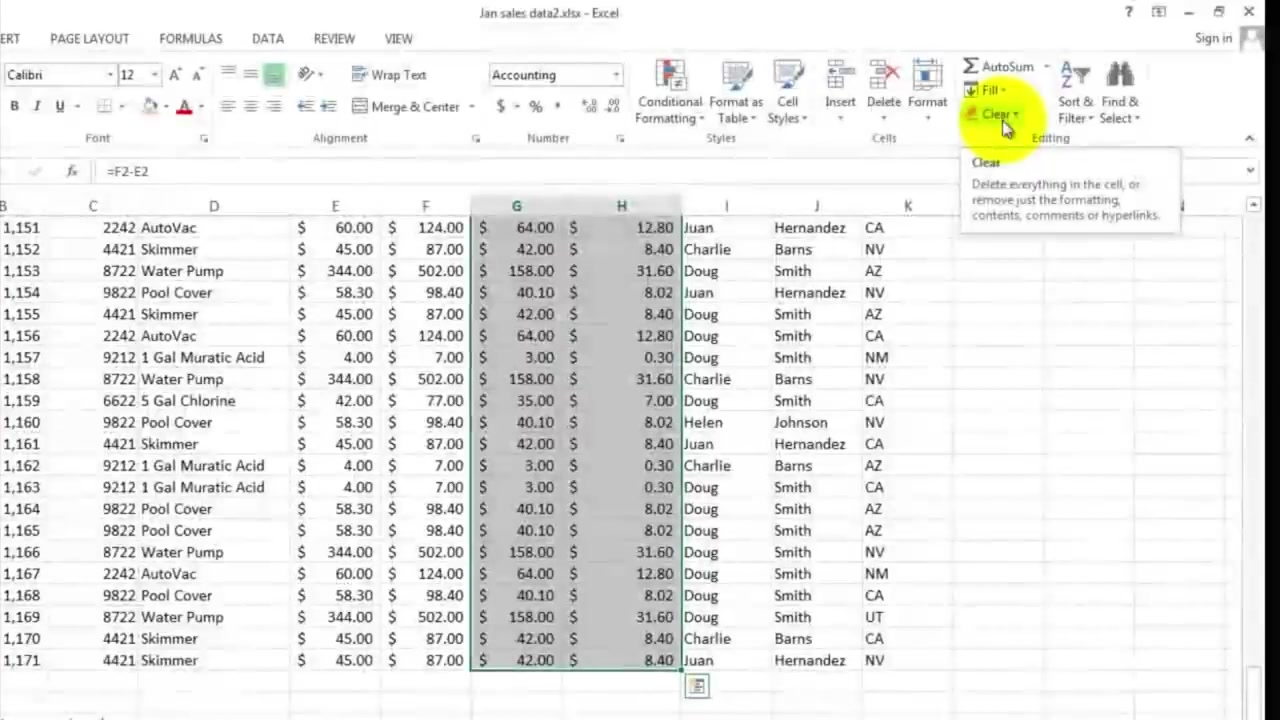 Jan sales data2.xlsx - Excel
?
ERT PAGE LAYOUT FORMULAS DATA REVIEW VIEW Sign in
Calibri 12 A A Wrap Text Accounting AutoSum
Fill
B I U A Merge & Center $ % , Conditional Formatting Format as Table Cell Styles Insert Delete Format Clear Sort & Filter Find & Select
Font Alignment Number Styles Cells Editing
fx =F2-E2
Clear
Delete everything in the cell, or
remove just the formatting,
contents, comments or hyperlinks.
B C D E F G H I J K N
1,151 2242 AutoVac $ 60.00 $ 124.00 $ 64.00 $ 12.80 Juan Hernandez CA
1,152 4421 Skimmer $ 45.00 $ 87.00 $ 42.00 $ 8.40 Charlie Barns NV
1,153 8722 Water Pump $ 344.00 $ 502.00 $ 158.00 $ 31.60 Doug Smith AZ
1,154 9822 Pool Cover $ 58.30 $ 98.40 $ 40.10 $ 8.02 Juan Hernandez NV
1,155 4421 Skimmer $ 45.00 $ 87.00 $ 42.00 $ 8.40 Doug Smith AZ
1,156 2242 AutoVac $ 60.00 $ 124.00 $ 64.00 $ 12.80 Doug Smith CA
1,157 9212 1 Gal Muratic Acid $ 4.00 $ 7.00 $ 3.00 $ 0.30 Doug Smith NM
1,158 8722 Water Pump $ 344.00 $ 502.00 $ 158.00 $ 31.60 Charlie Barns NV
1,159 6622 5 Gal Chlorine $ 42.00 $ 77.00 $ 35.00 $ 7.00 Doug Smith CA
1,160 9822 Pool Cover $ 58.30 $ 98.40 $ 40.10 $ 8.02 Helen Johnson NV
1,161 4421 Skimmer $ 45.00 $ 87.00 $ 42.00 $ 8.40 Juan Hernandez CA
1,162 9212 1 Gal Muratic Acid $ 4.00 $ 7.00 $ 3.00 $ 0.30 Charlie Barns AZ
1,163 9212 1 Gal Muratic Acid $ 4.00 $ 7.00 $ 3.00 $ 0.30 Doug Smith CA
1,164 9822 Pool Cover $ 58.30 $ 98.40 $ 40.10 $ 8.02 Doug Smith AZ
1,165 9822 Pool Cover $ 58.30 $ 98.40 $ 40.10 $ 8.02 Doug Smith AZ
1,166 8722 Water Pump $ 344.00 $ 502.00 $ 158.00 $ 31.60 Doug Smith NV
1,167 2242 AutoVac $ 60.00 $ 124.00 $ 64.00 $ 12.80 Doug Smith NM
1,168 9822 Pool Cover $ 58.30 $ 98.40 $ 40.10 $ 8.02 Doug Smith CA
1,169 8722 Water Pump $ 344.00 $ 502.00 $ 158.00 $ 31.60 Doug Smith UT
1,170 4421 Skimmer $ 45.00 $ 87.00 $ 42.00 $ 8.40 Charlie Barns CA
1,171 4421 Skimmer $ 45.00 $ 87.00 $ 42.00 $ 8.40 Juan Hernandez NV